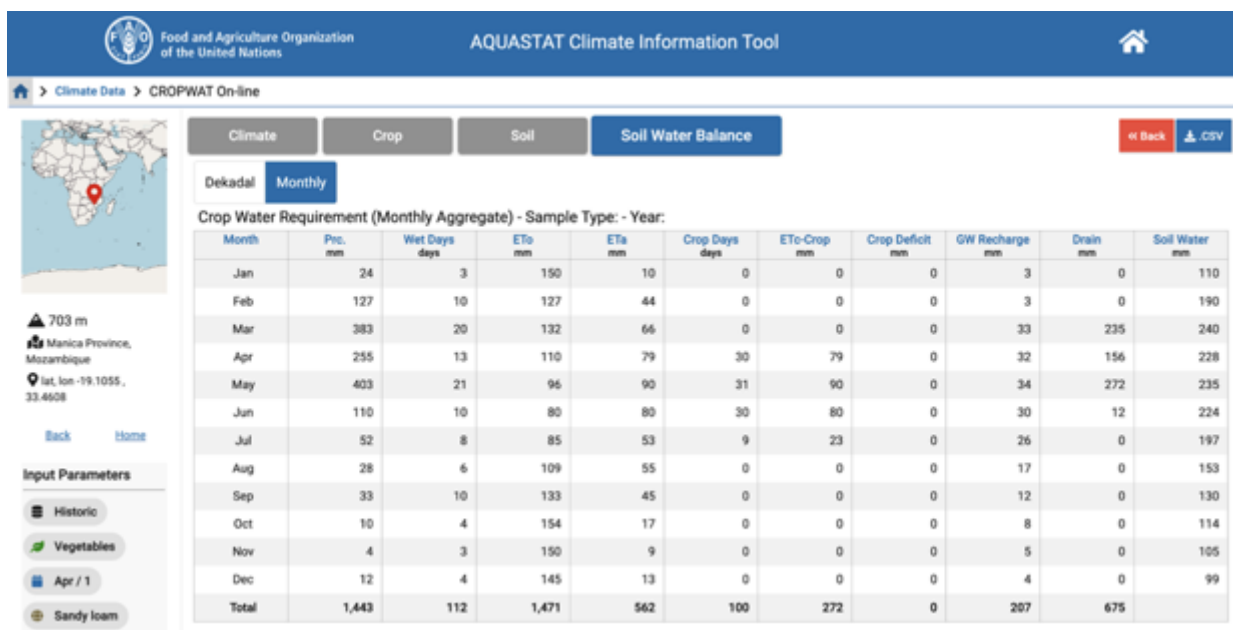 FAO
Food and Agriculture Organization
of the United Nations
AQUASTAT Climate Information Tool
> Climate Data > CROPWAT On-line
Climate Crop Soil Soil Water Balance
« Back .CSV
Dekadal Monthly
Crop Water Requirement (Monthly Aggregate) - Sample Type: - Year:
Month Prc. Wet Days ETo ETa Crop Days ETc-Crop Crop Deficit GW Recharge Drain Soil Water
mm days mm mm days mm mm mm mm mm
Jan 24 3 150 10 0 0 0 3 0 110
Feb 127 10 127 44 0 0 0 3 0 190
Mar 383 20 132 66 0 0 0 33 235 240
Apr 255 13 110 79 30 79 0 32 156 228
May 403 21 96 90 31 90 0 34 272 235
Jun 110 10 80 80 30 80 0 30 12 224
Jul 52 8 85 53 9 23 0 26 0 197
Aug 28 6 109 55 0 0 0 17 0 153
Sep 33 10 133 45 0 0 0 12 0 130
Oct 10 4 154 17 0 0 0 8 0 114
Nov 4 3 150 9 0 0 0 5 0 105
Dec 12 4 145 13 0 0 0 4 0 99
Total 1,443 112 1,471 562 100 272 0 207 675
703 m
Manica Province,
Mozambique
lat, lon -19.1055 ,
33.4608
Back Home
Input Parameters
Historic
Vegetables
Apr / 1
Sandy loam